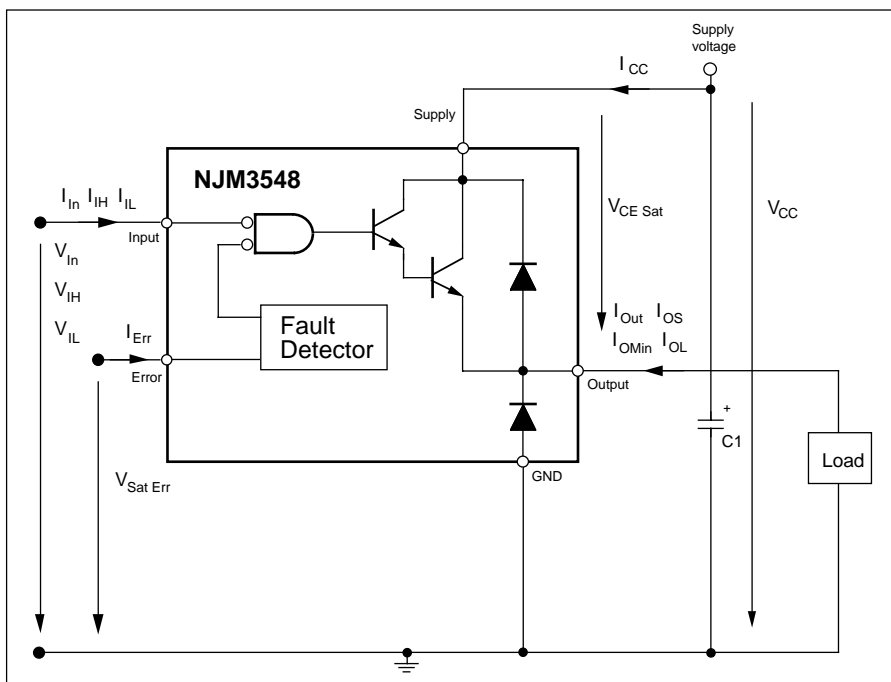 Supply
voltage
I CC
Supply
NJM3548
I In I IH I IL
Input
V In
V IH
V IL
I Err
Error
Fault
Detector
V CE Sat
V CC
I Out I OS
I OMin I OL
Output
+
C1
Load
GND
V Sat Err